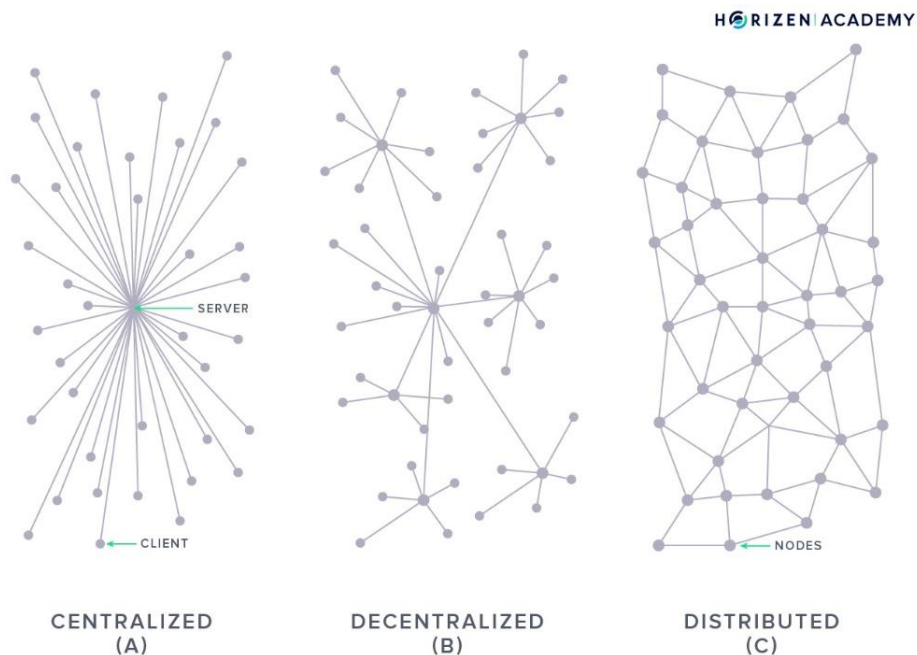 HORIZEN | ACADEMY
SERVER
CLIENT
NODES
CENTRALIZED
(A)
DECENTRALIZED
(B)
DISTRIBUTED
(C)